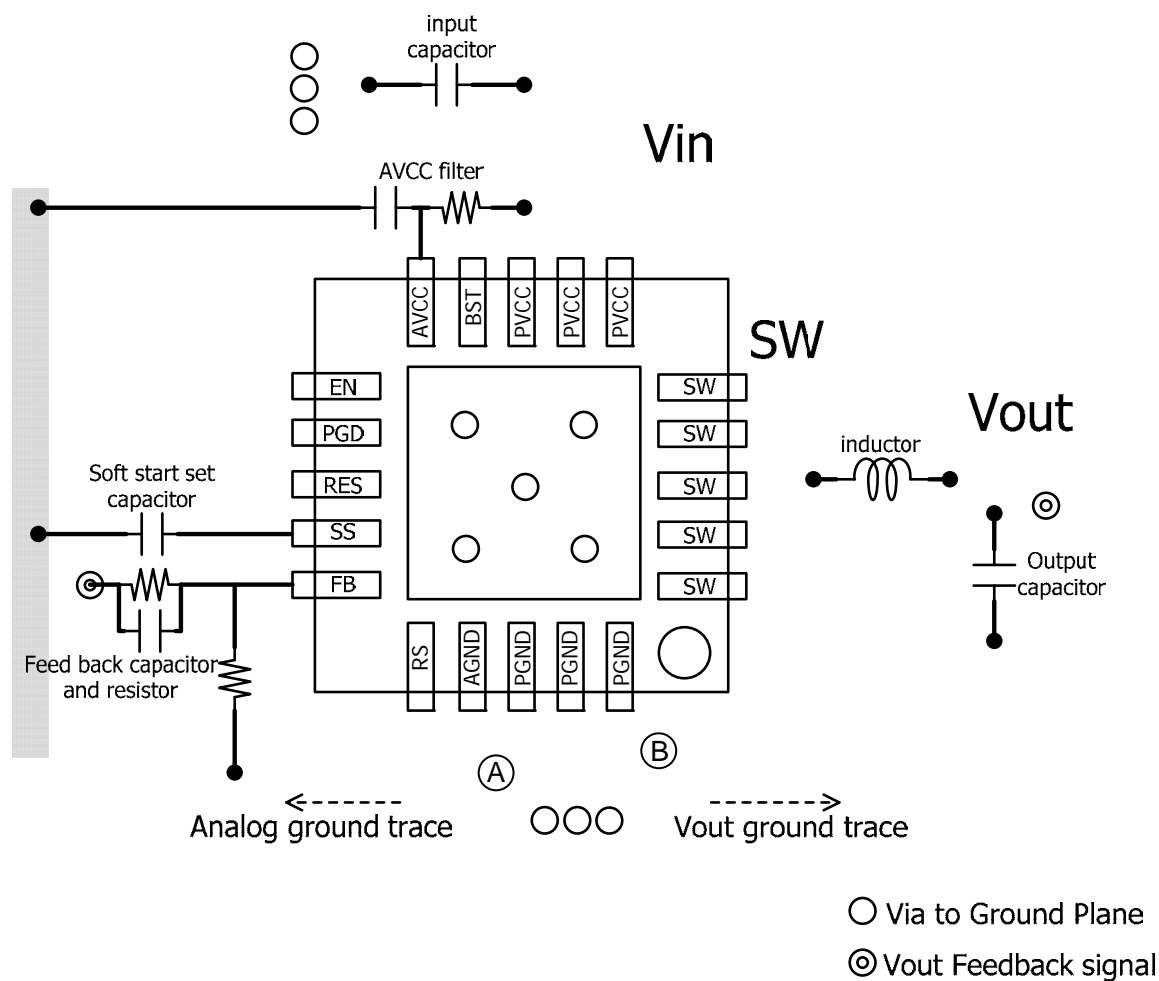 input
capacitor
Vin
AVCC filter
AVCC
BST
PVCC
PVCC
PVCC
SW
EN
SW
Vout
PGD
SW
inductor
Soft start set
capacitor
RES
SW
SS
SW
Output
capacitor
FB
SW
Feed back capacitor
and resistor
RS
AGND
PGND
PGND
PGND
A
B
Analog ground trace
Vout ground trace
Via to Ground Plane
Vout Feedback signal